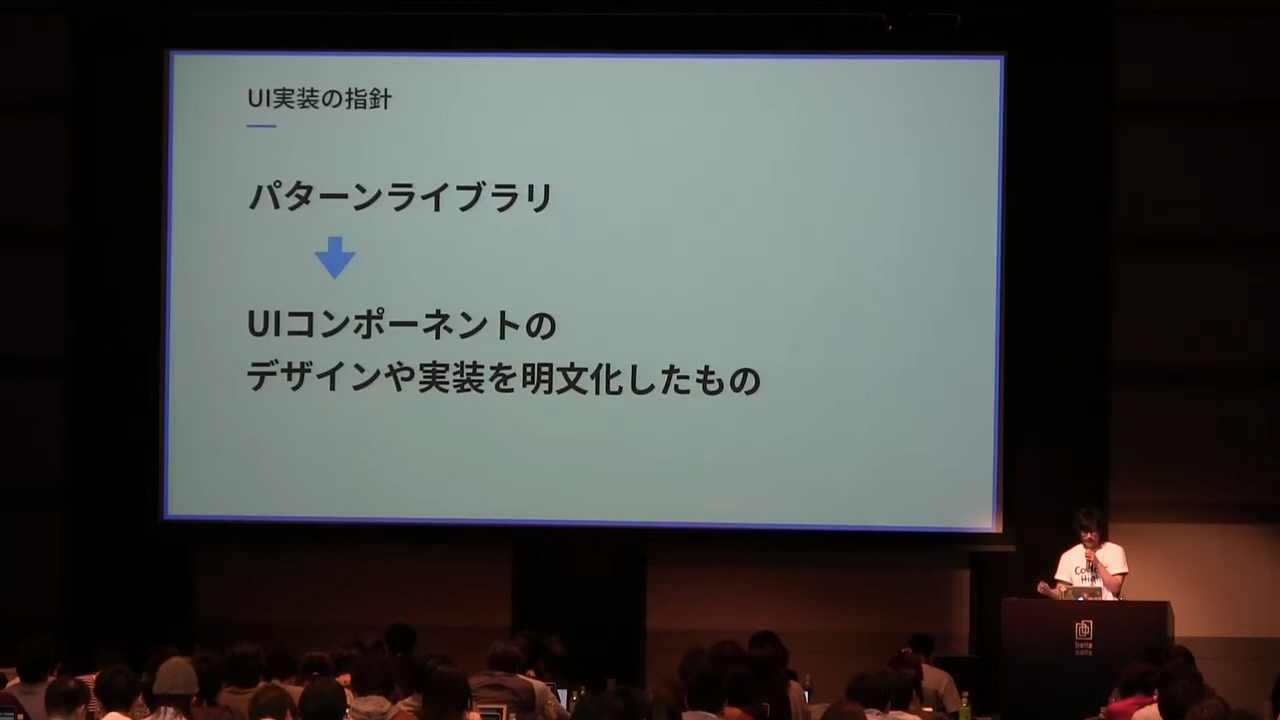 UI実装の指針
パターンライブラリ
UIコンポーネントの
デザインや実装を明文化したもの